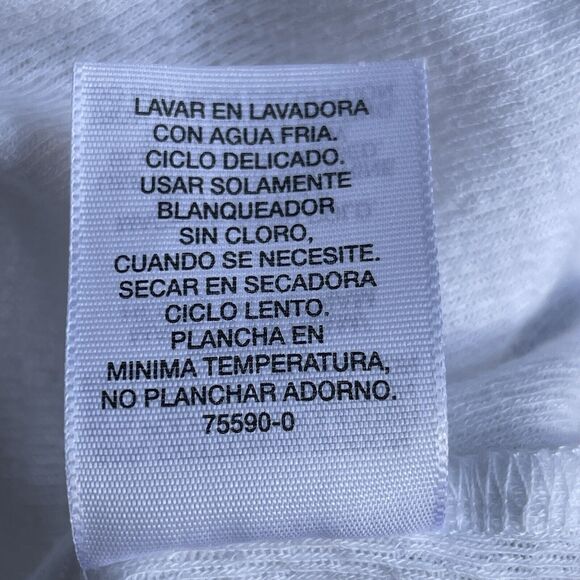 LAVAR EN LAVADORA
CON AGUA FRIA.
CICLO DELICADO.
USAR SOLAMENTE
BLANQUEADOR
SIN CLORO,
CUANDO SE NECESITE.
SECAR EN SECADORA
CICLO LENTO.
PLANCHA EN
MINIMA TEMPERATURA,
NO PLANCHAR ADORNO.
75590-0